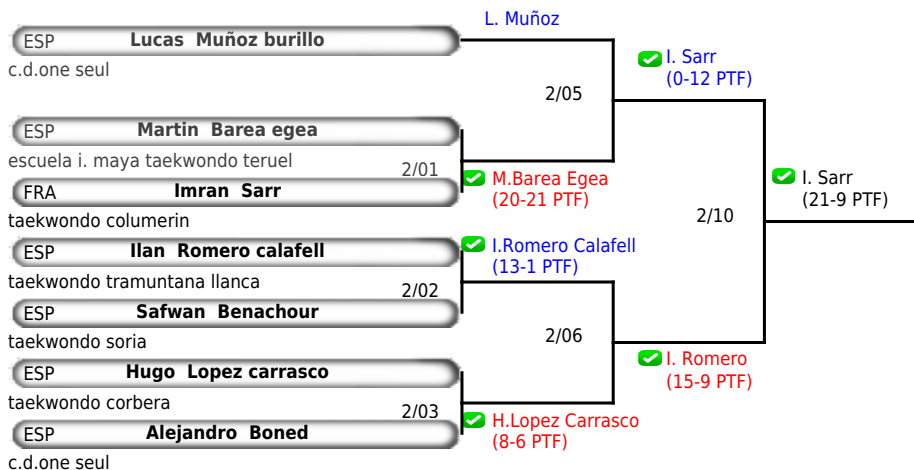 L. Muñoz
ESP Lucas Muñoz burillo
c.d.one seul
I. Sarr
(0-12 PTF)
2/05
ESP Martin Barea egea
escuela i. maya taekwondo teruel
2/01
M.Barea Egea
(20-21 PTF)
I. Sarr
(21-9 PTF)
FRA Imran Sarr
taekwondo columerin
2/10
ESP Ilan Romero calafell
I.Romero Calafell
(13-1 PTF)
taekwondo tramuntana llanca
2/02
ESP Safwan Benachour
taekwondo soria
2/06
I. Romero
(15-9 PTF)
ESP Hugo Lopez carrasco
taekwondo corbera
2/03
H.Lopez Carrasco
(8-6 PTF)
ESP Alejandro Boned
c.d.one seul